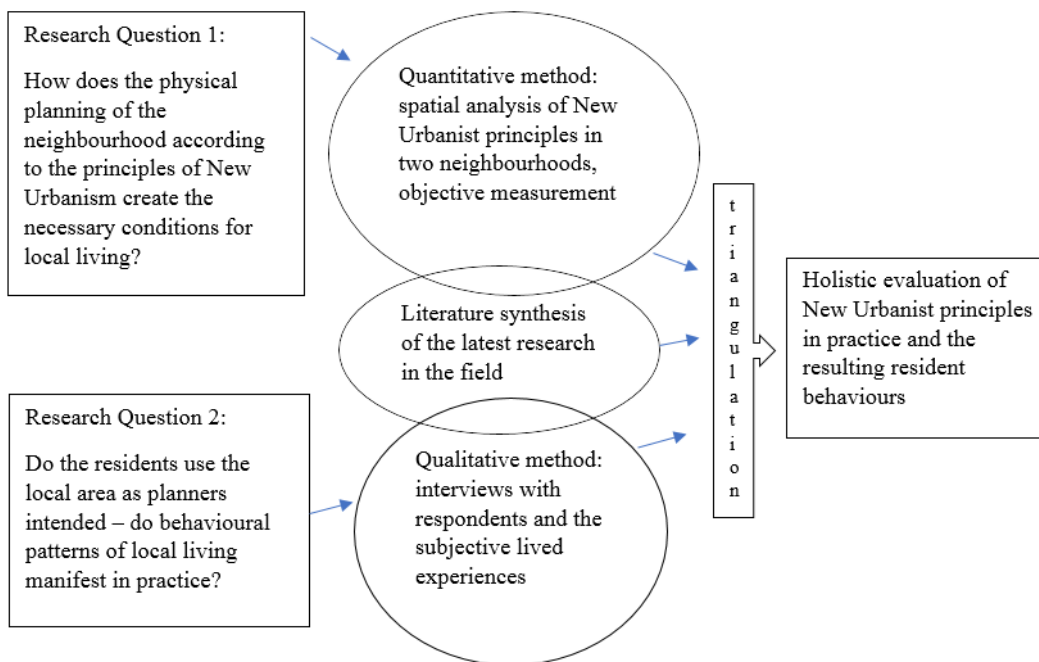 Research Question 1:
How does the physical
planning of the
neighbourhood according
to the principles of New
Urbanism create the
necessary conditions for
local living?
Quantitative method:
spatial analysis of New
Urbanist principles in
two neighbourhoods,
objective measurement
Literature synthesis
of the latest research
in the field
Research Question 2:
Do the residents use the
local area as planners
intended – do behavioural
patterns of local living
manifest in practice?
Qualitative method:
interviews with
respondents and the
subjective lived
experiences
triangulation
Holistic evaluation of
New Urbanist principles
in practice and the
resulting resident
behaviours